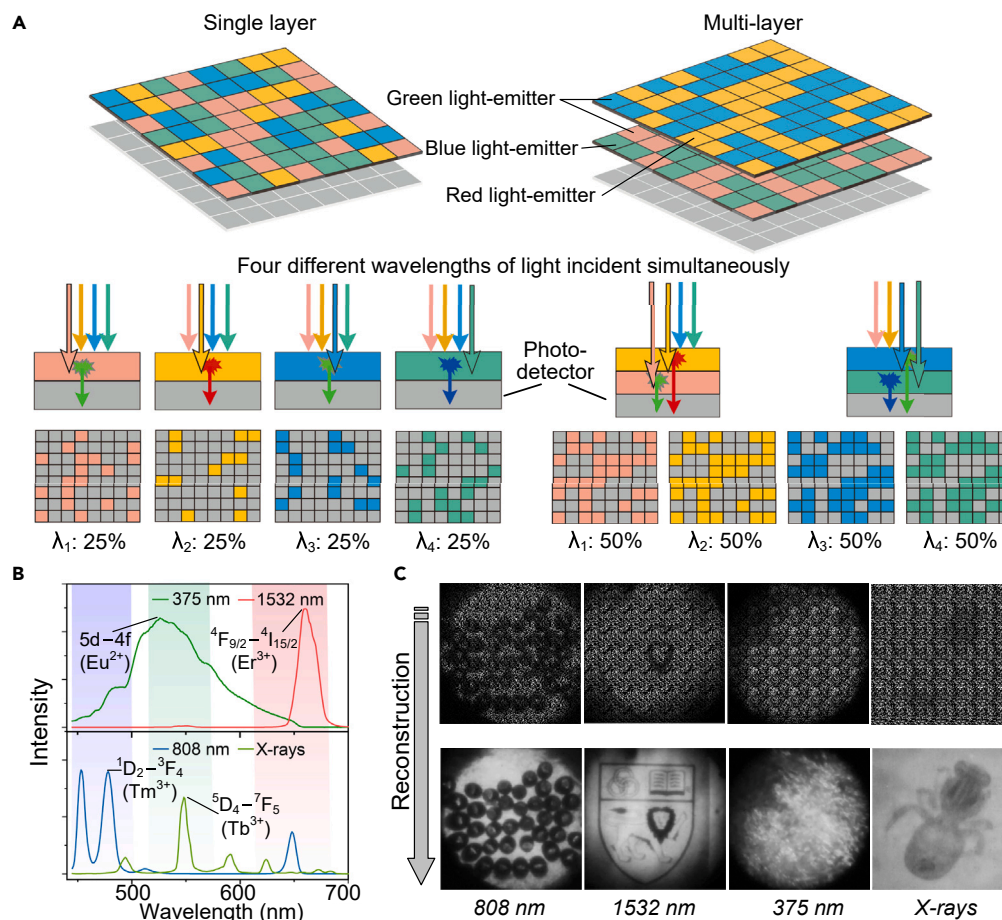 A
Single layer
Multi-layer
Green light-emitter
Blue light-emitter
Red light-emitter
Four different wavelengths of light incident simultaneously
Photo-
detector
λ1: 25%
λ2: 25%
λ3: 25%
λ4: 25%
λ1: 50%
λ2: 50%
λ3: 50%
λ4: 50%
B
375 nm
1532 nm
5d–4f
(Eu2+)
4F9/2–4I15/2
(Er3+)
808 nm
X-rays
1D2–3F4
(Tm3+)
5D4–7F5
(Tb3+)
Intensity
500
600
700
Wavelength (nm)
C
Reconstruction
808 nm
1532 nm
375 nm
X-rays